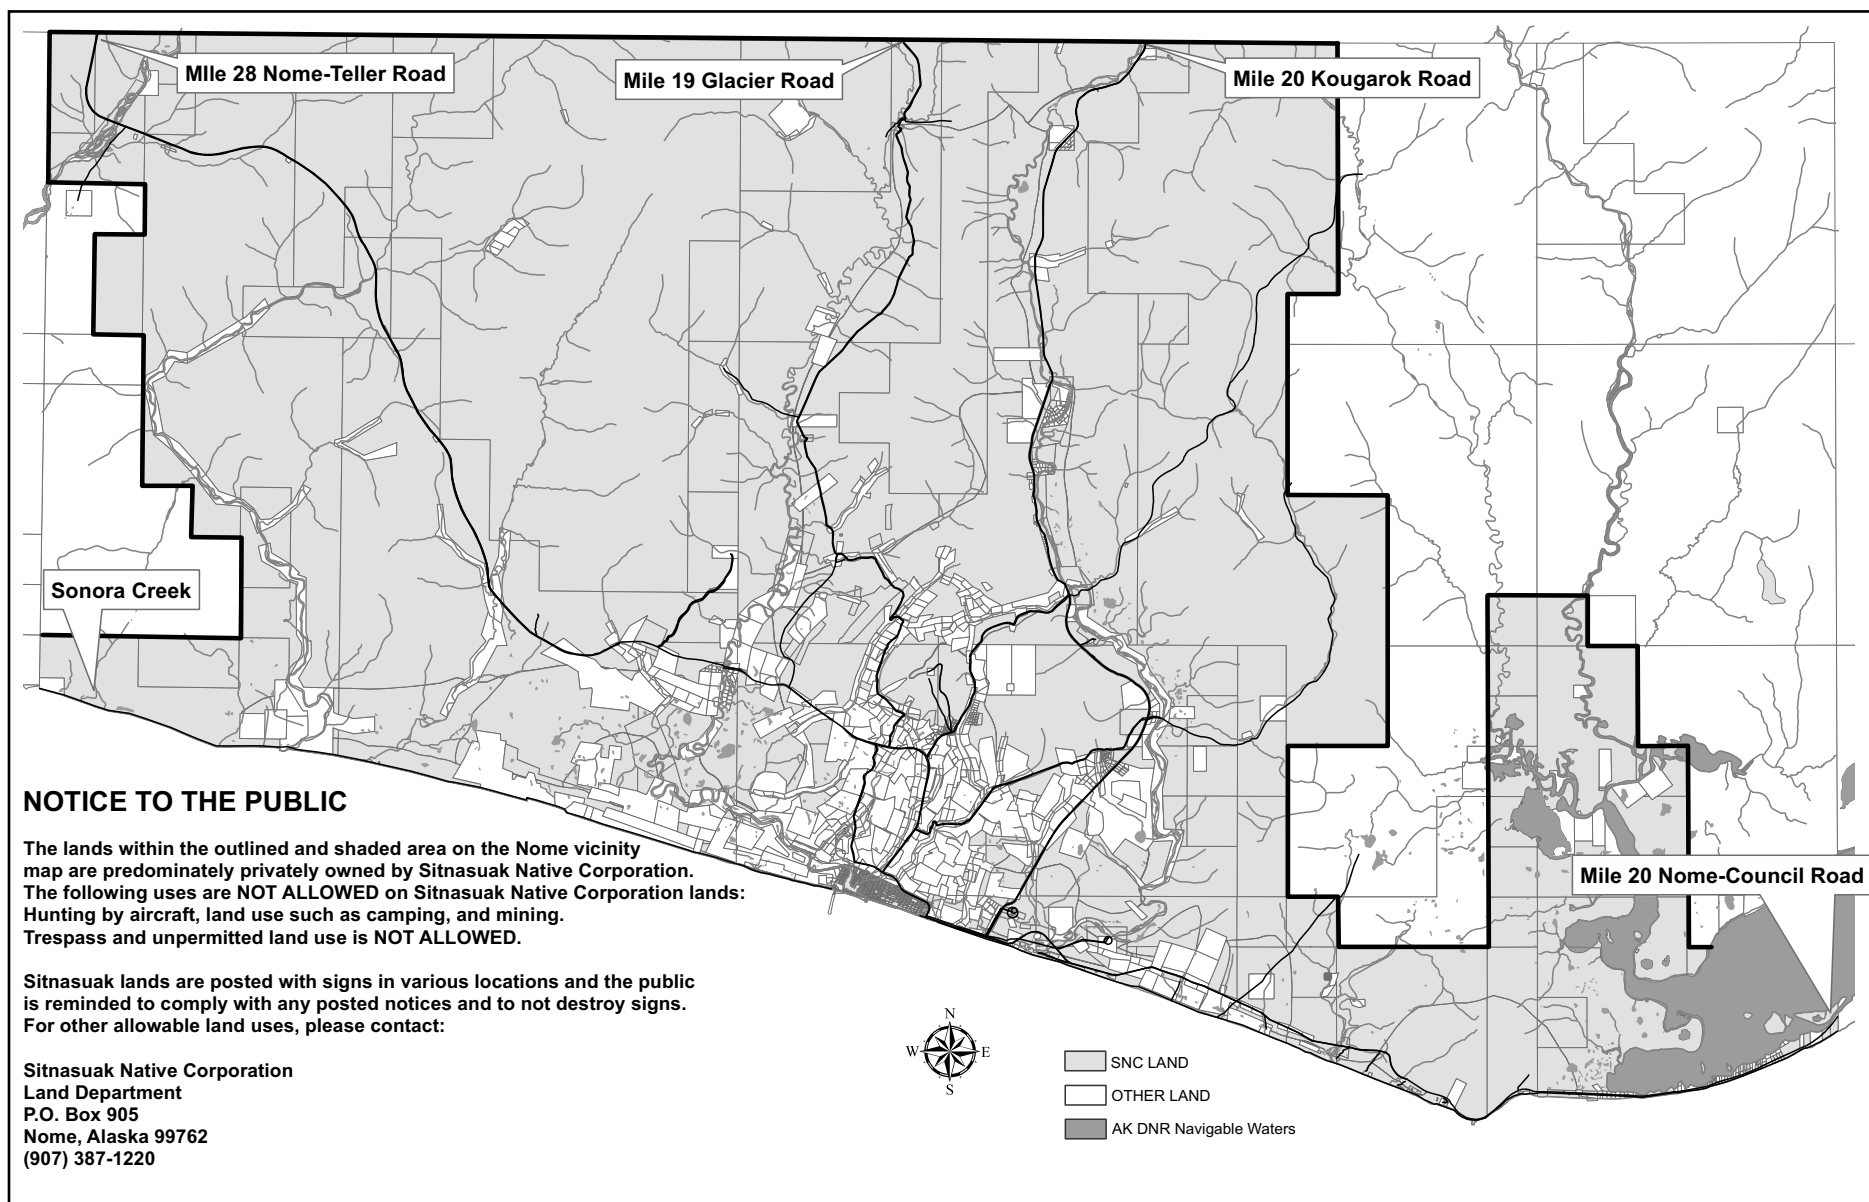 MIle 28 Nome-Teller Road
Mile 19 Glacier Road
Mile 20 Kougarok Road
Sonora Creek
NOTICE TO THE PUBLIC
The lands within the outlined and shaded area on the Nome vicinity
map are predominately privately owned by Sitnasuak Native Corporation.
The following uses are NOT ALLOWED on Sitnasuak Native Corporation lands:
Hunting by aircraft, land use such as camping, and mining.
Trespass and unpermitted land use is NOT ALLOWED.
Sitnasuak lands are posted with signs in various locations and the public
is reminded to comply with any posted notices and to not destroy signs.
For other allowable land uses, please contact:
Sitnasuak Native Corporation
Land Department
P.O. Box 905
Nome, Alaska 99762
(907) 387-1220
Mile 20 Nome-Council Road
N
W E
S
SNC LAND
OTHER LAND
AK DNR Navigable Waters